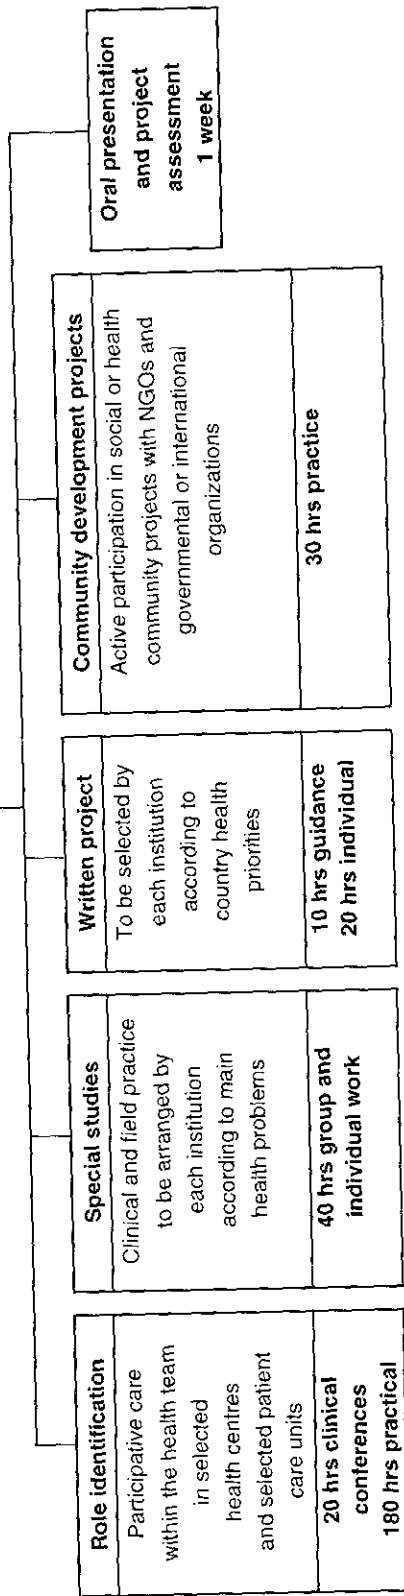 Role identification
Participative care
within the health team
in selected
health centres
and selected patient
care units
20 hrs clinical
conferences
180 hrs practical
Special studies
Clinical and field practice
to be arranged by
each institution
according to main
health problems
40 hrs group and
individual work
Written project
To be selected by
each institution
according to
country health
priorities
10 hrs guidance
20 hrs individual
Community development projects
Active participation in social or health
community projects with NGOs and
governmental or international
organizations
30 hrs practice
Oral presentation
and project
assessment
1 week